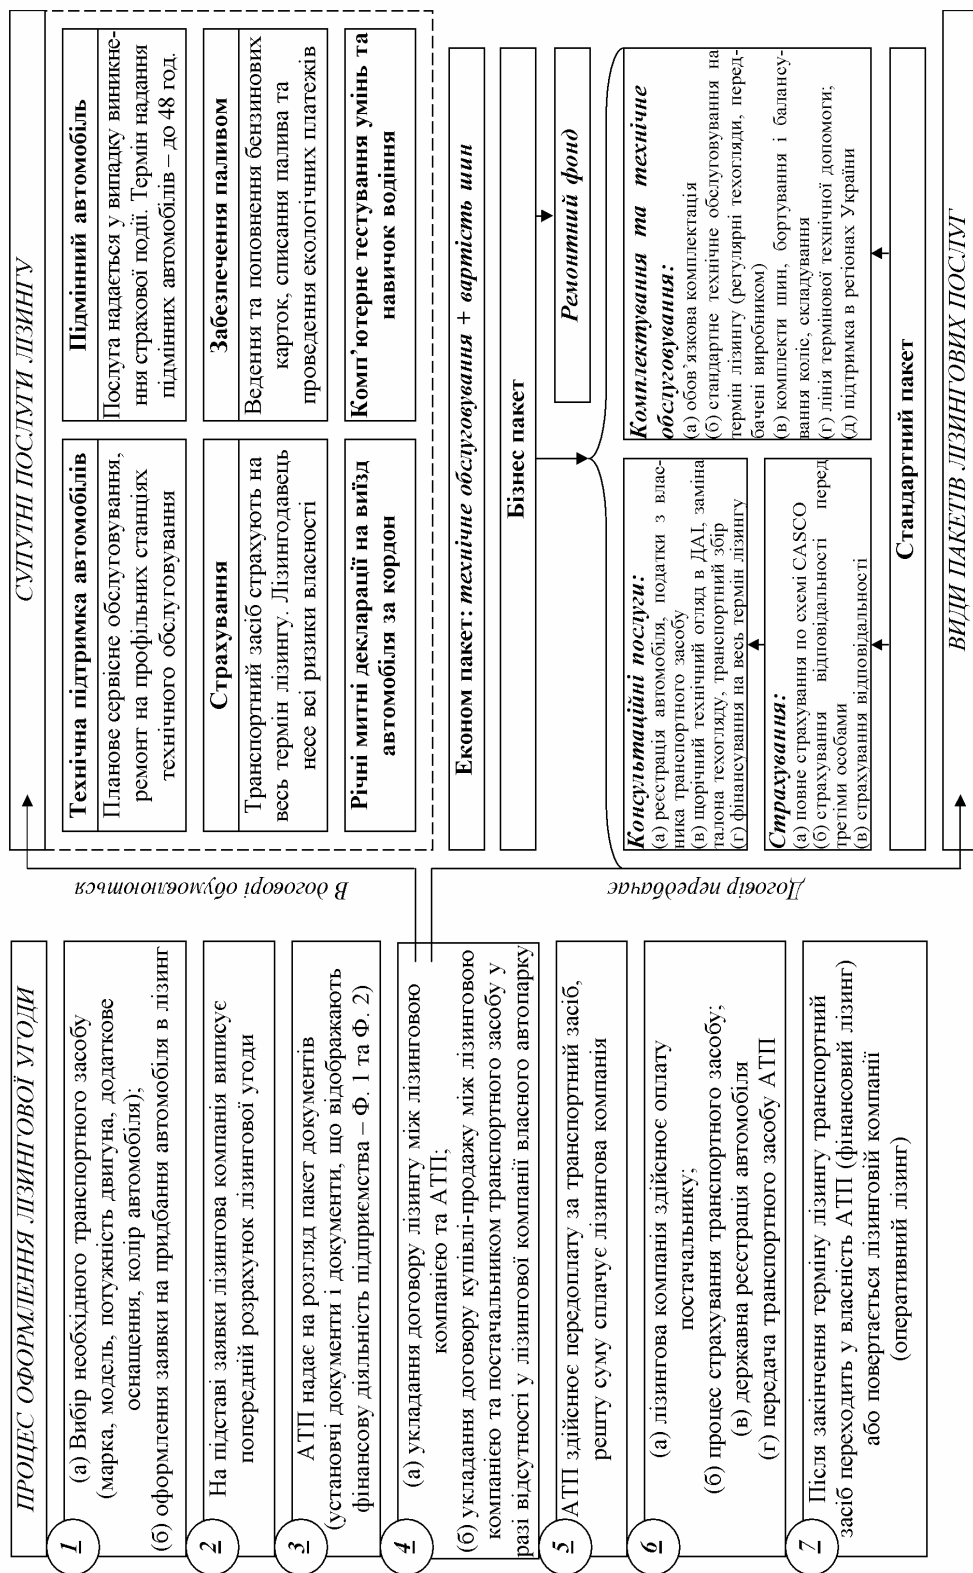 ПРОЦЕС ОФОРМЛЕННЯ ЛІЗИНГОВОЇ УГОДИ
1
(а) Вибір необхідного транспортного засобу
(марка, модель, потужність двигуна, додаткове
оснащення, колір автомобіля);
(б) оформлення заявки на придбання автомобіля в лізинг
2
На підставі заявки лізингова компанія виписує
попередній розрахунок лізингової угоди
3
АТП надає на розгляд пакет документів
(установчі документи і документи, що відображають
фінансову діяльність підприємства – Ф. 1 та Ф. 2)
4
(а) укладання договору лізингу між лізинговою
компанією та АТП;
(б) укладання договору купівлі-продажу між лізинговою
компанією та постачальником транспортного засобу у
разі відсутності у лізингової компанії власного автопарку
5
АТП здійснює передоплату за транспортний засіб,
решту суму сплачує лізингова компанія
6
(а) лізингова компанія здійснює оплату
постачальнику;
(б) процес страхування транспортного засобу;
(в) державна реєстрація автомобіля
(г) передача транспортного засобу АТП
7
Після закінчення терміну лізингу транспортний
засіб переходить у власність АТП (фінансовий лізинг)
або повертається лізинговій компанії
(оперативний лізинг)
В договорі обумовлюються
Договір передбачає
СУПУТНІ ПОСЛУГИ ЛІЗИНГУ
Технічна підтримка автомобілів
Планове сервісне обслуговування,
ремонт на профільних станціях
технічного обслуговування
Підмінний автомобіль
Послуга надається у випадку виникне-
ння страхової події. Термін надання
підмінних автомобілів – до 48 год.
Страхування
Транспортний засіб страхують на
весь термін лізингу. Лізингодавець
несе всі ризики власності
Забезпечення паливом
Ведення та поповнення бензинових
карток, списання палива та
проведення екологічних платежів
Річні митні декларації на виїзд
автомобіля за кордон
Комп'ютерне тестування умінь та
навичок водіння
Економ пакет: технічне обслуговування + вартість шин
Бізнес пакет
Ремонтний фонд
Консультаційні послуги:
(а) реєстрація автомобіля, податки з влас-
ника транспортного засобу
(в) щорічний технічний огляд в ДАІ, заміна
талона техогляду, транспортний збір
(г) фінансування на весь термін лізингу
Страхування:
(а) повне страхування по схемі CASCO
(б) страхування відповідальності перед
третіми особами
(в) страхування відповідальності
Комплектування та технічне
обслуговування:
(а) обов'язкова комплектація
(б) стандартне технічне обслуговування на
термін лізингу (регулярні техогляди, перед-
бачені виробником)
(в) комплекти шин, бортування і балансу-
вання коліс, складування
(г) лінія термінової технічної допомоги;
(д) підтримка в регіонах України
Стандартний пакет
ВИДИ ПАКЕТІВ ЛІЗИНГОВИХ ПОСЛУГ